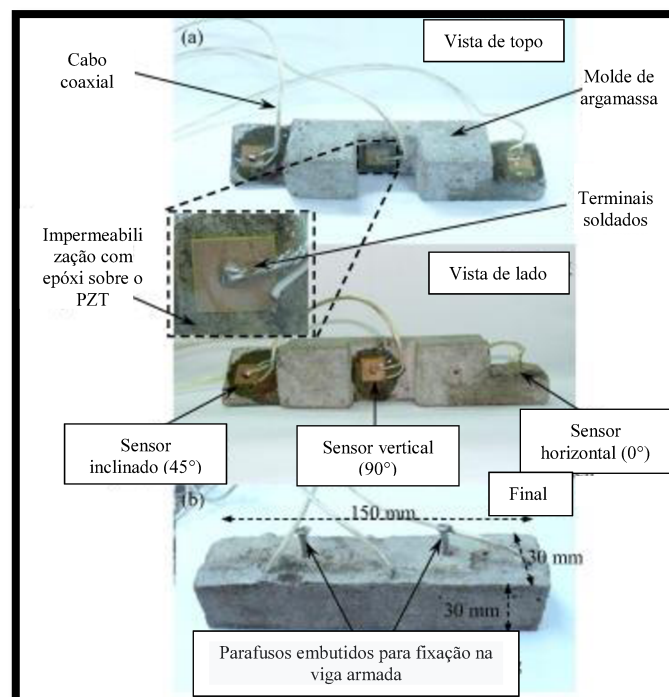 (a)
Vista de topo
Cabo
coaxial
Molde de
argamassa
Terminais
soldados
Impermeabili
zação com
epóxi sobre o
PZT
Vista de lado
Sensor
inclinado (45°)
Sensor vertical
(90°)
Sensor
horizontal (0°)
Final
(b)
150 mm
30 mm
30 mm
Parafusos embutidos para fixação na
viga armada